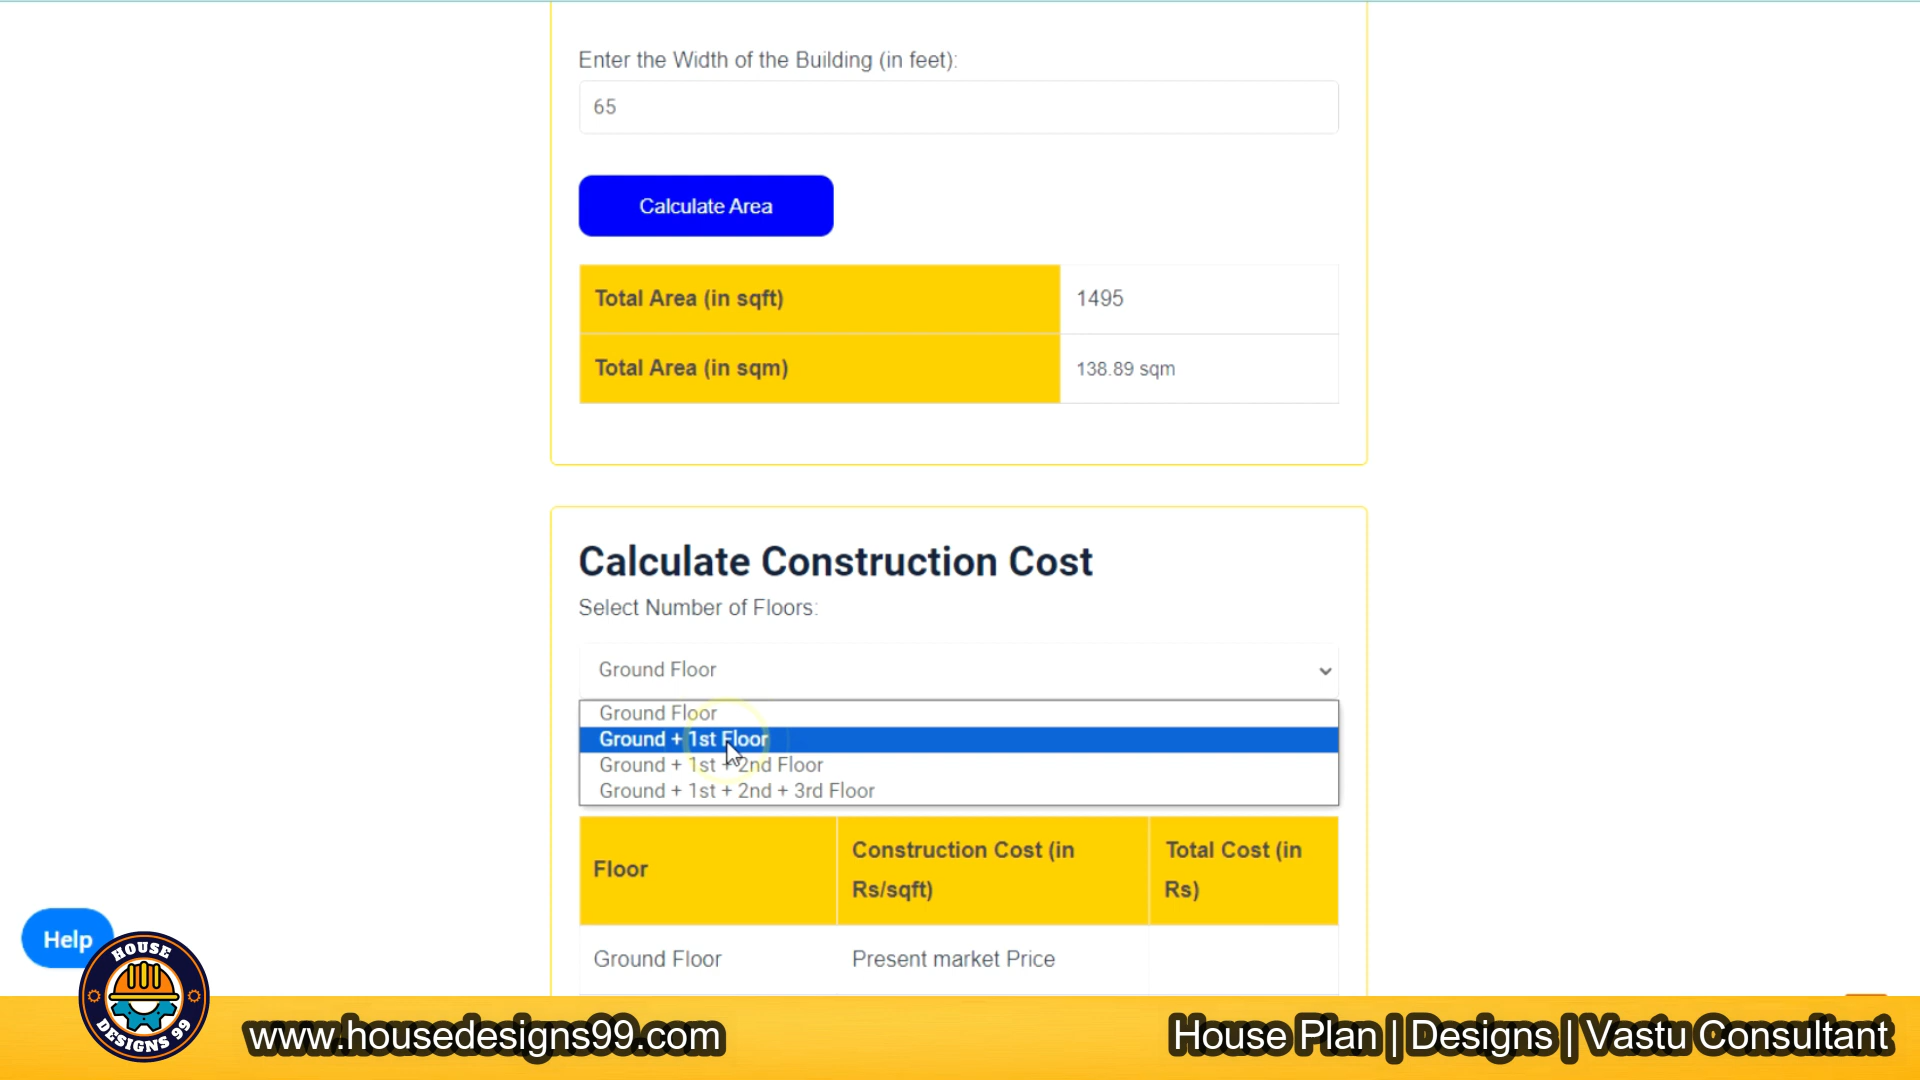 Enter the Width of the Building (in feet):
65
Calculate Area
Total Area (in sqft) 1495
Total Area (in sqm) 138.89 sqm
Calculate Construction Cost
Select Number of Floors:
Ground Floor
Ground Floor
Ground + 1st Floor
Ground + 1st + 2nd Floor
Ground + 1st + 2nd + 3rd Floor
Floor
Construction Cost (in
Rs/sqft)
Total Cost (in
Rs)
Ground Floor Present market Price
Help
HOUSE
DESIGNS 99
www.housedesigns99.com
House Plan | Designs | Vastu Consultant